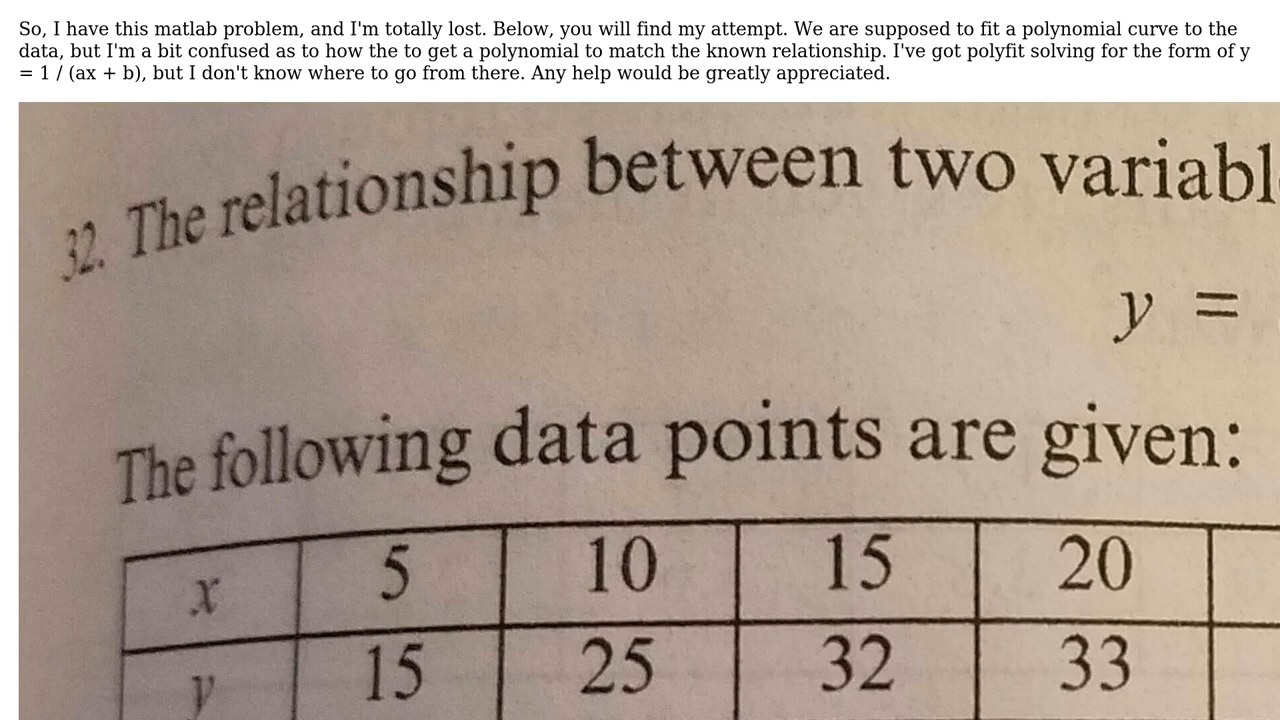 So, I have this matlab problem, and I'm totally lost. Below, you will find my attempt. We are supposed to fit a polynomial curve to the
data, but I'm a bit confused as to how the to get a polynomial to match the known relationship. I've got polyfit solving for the form of y
= 1 / (ax + b), but I don't know where to go from there. Any help would be greatly appreciated.
32. The relationship between two
y =
The following data points are given:
x 5 10 15 20
y 15 25 32 33